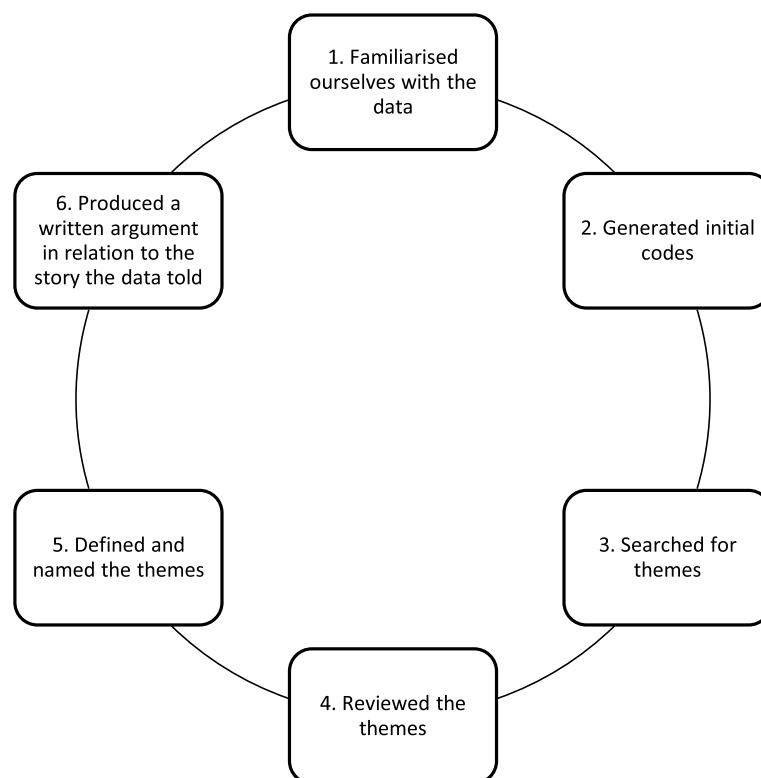 1. Familiarised
ourselves with the
data
2. Generated initial
codes
3. Searched for
themes
4. Reviewed the
themes
5. Defined and
named the themes
6. Produced a
written argument
in relation to the
story the data told